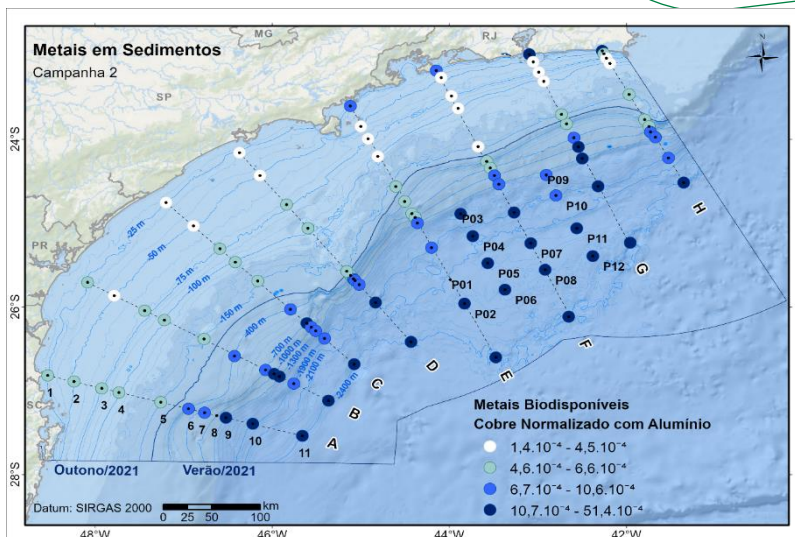 Metais em Sedimentos
Campanha 2
MG
RJ
SP
PR
SC
24°S
26°S
28°S
-25 m
-50 m
-75 m
-100 m
-150 m
-400 m
-700 m
-1000 m
-1300 m
-1900 m
-2100 m
-2400 m
P09
P03
P10
P04
P11
P07
P05
P12
P01
P08
P06
P02
H
G
F
E
D
C
B
A
1
2
3
4
5
6
7
8
9
10
11
Outono/2021
Verão/2021
Datum: SIRGAS 2000
0
25
50
100
km
Metais Biodisponíveis
Cobre Normalizado com Alumínio
1,4.10⁻⁴ - 4,5.10⁻⁴
4,6.10⁻⁴ - 6,6.10⁻⁴
6,7.10⁻⁴ - 10,6.10⁻⁴
10,7.10⁻⁴ - 51,4.10⁻⁴
48°W
46°W
44°W
42°W